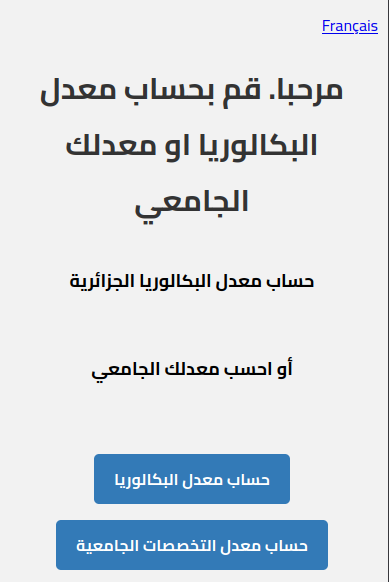 Français
مرحبا. قم بحساب معدل
البكالوريا او معدلك
الجامعي
حساب معدل البكالوريا الجزائرية
أو احسب معدلك الجامعي
حساب معدل البكالوريا
حساب معدل التخصصات الجامعية